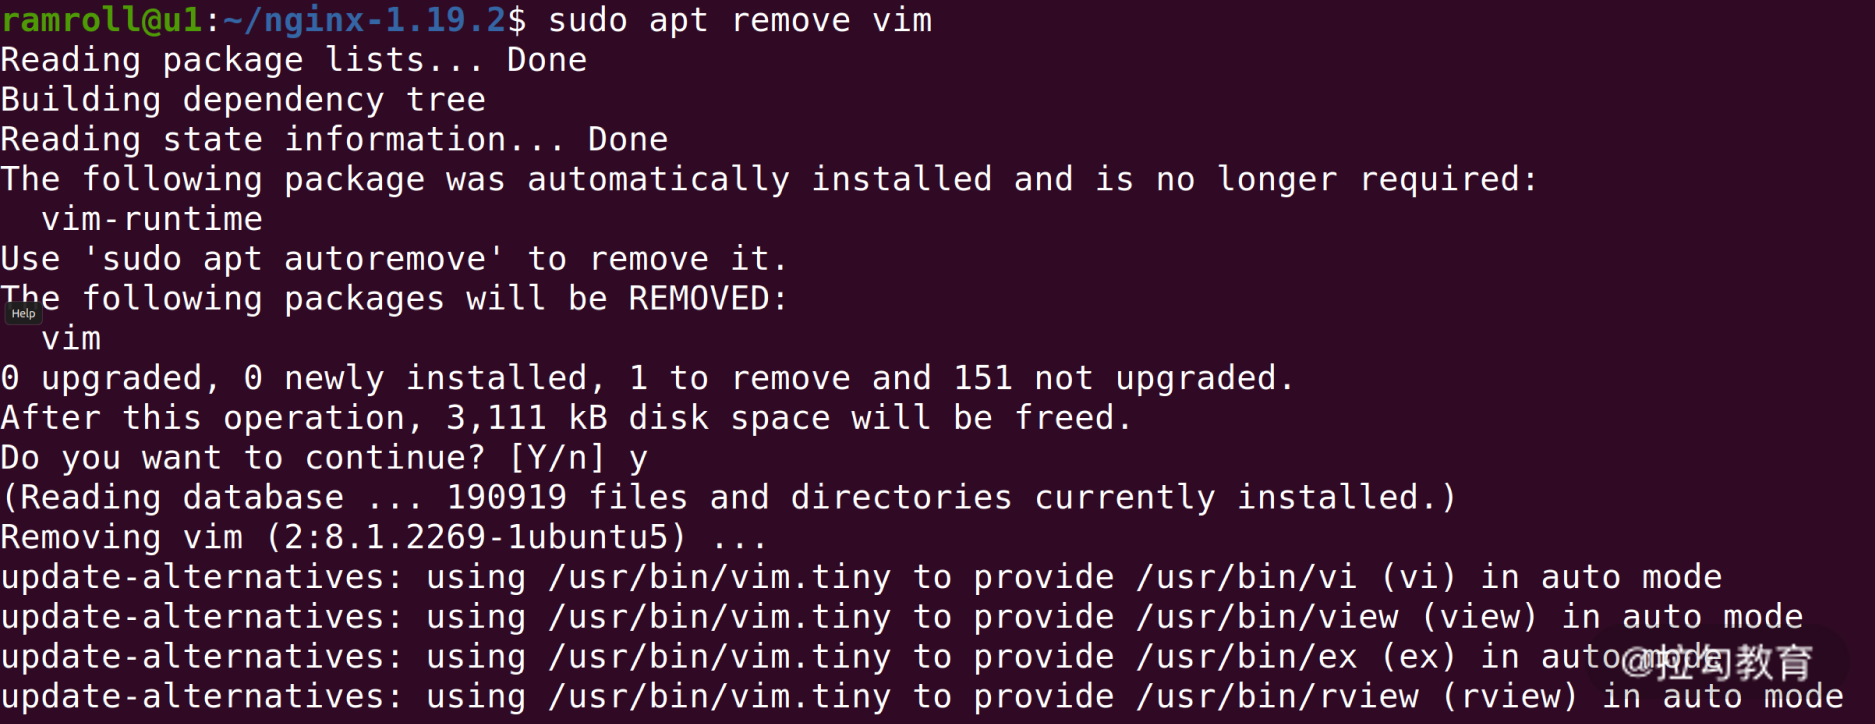 ramroll@u1:~/nginx-1.19.2$ sudo apt remove vim
Reading package lists... Done
Building dependency tree
Reading state information... Done
The following package was automatically installed and is no longer required:
  vim-runtime
Use 'sudo apt autoremove' to remove it.
The following packages will be REMOVED:
Help
  vim
0 upgraded, 0 newly installed, 1 to remove and 151 not upgraded.
After this operation, 3,111 kB disk space will be freed.
Do you want to continue? [Y/n] y
(Reading database ... 190919 files and directories currently installed.)
Removing vim (2:8.1.2269-1ubuntu5) ...
update-alternatives: using /usr/bin/vim.tiny to provide /usr/bin/vi (vi) in auto mode
update-alternatives: using /usr/bin/vim.tiny to provide /usr/bin/view (view) in auto mode
update-alternatives: using /usr/bin/vim.tiny to provide /usr/bin/ex (ex) in auto mode
@拉勾教育
update-alternatives: using /usr/bin/vim.tiny to provide /usr/bin/rview (rview) in auto mode